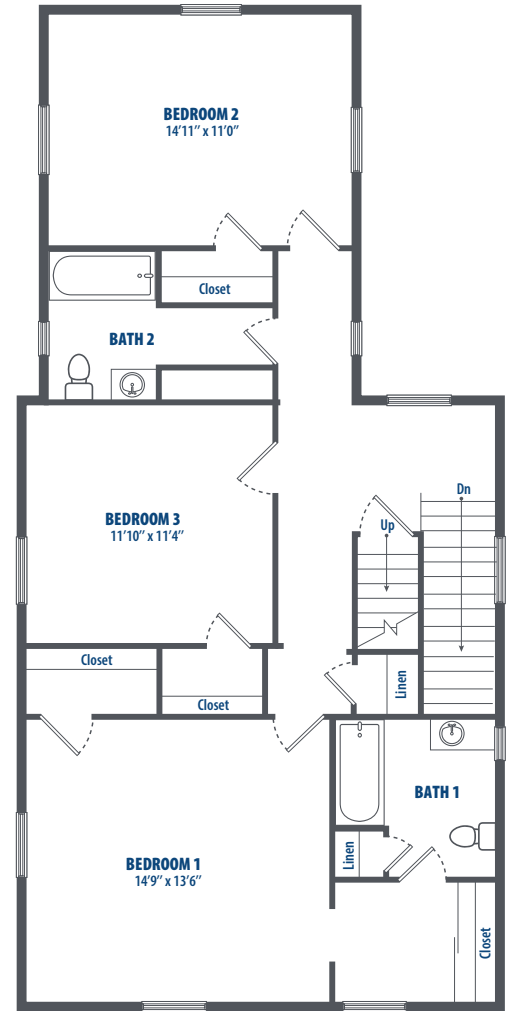 BEDROOM 2
14’11” x 11’0”
Closet
BATH 2
BEDROOM 3
11’10” x 11’4”
Dn
Up
Closet
Closet
Linen
BATH 1
Linen
BEDROOM 1
14’9” x 13’6”
Closet